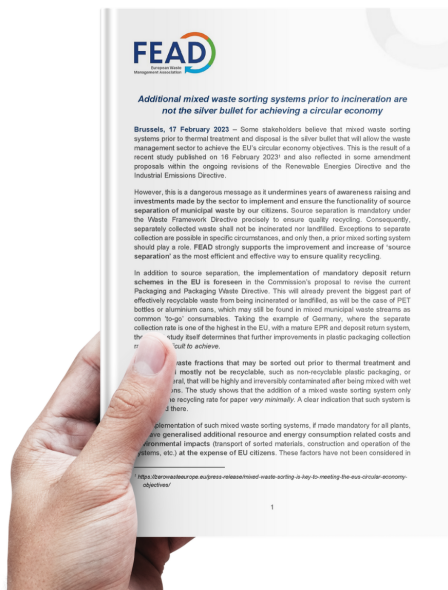 FEAD
European Waste
Management Association
Additional mixed waste sorting systems prior to incineration are
not the silver bullet for achieving a circular economy
Brussels, 17 February 2023 – Some stakeholders believe that mixed waste sorting
systems prior to thermal treatment and disposal is the silver bullet that will allow the waste
management sector to achieve the EU's circular economy objectives. This is the result of a
recent study published on 16 February 2023¹ and also reflected in some amendment
proposals within the ongoing revisions of the Renewable Energies Directive and the
Industrial Emissions Directive.
However, this is a dangerous message as it undermines years of awareness raising and
investments made by the sector to implement and ensure the functionality of source
separation of municipal waste by our citizens. Source separation is mandatory under
the Waste Framework Directive precisely to ensure quality recycling. Consequently,
separately collected waste shall not be incinerated nor landfilled. Exceptions to separate
collection are possible in specific circumstances, and only then, a prior mixed sorting system
should play a role. FEAD strongly supports the improvement and increase of 'source
separation' as the most efficient and effective way to ensure quality recycling.
In addition to source separation, the implementation of mandatory deposit return
schemes in the EU is foreseen in the Commission's proposal to revise the current
Packaging and Packaging Waste Directive. This will already prevent the biggest part of
effectively recyclable waste from being incinerated or landfilled, as will be the case of PET
bottles or aluminium cans, which may still be found in mixed municipal waste streams as
common 'to-go' consumables. Taking the example of Germany, where the separate
collection rate is one of the highest in the EU, with a mature EPR and deposit return system,
study itself determines that further improvements in plastic packaging collection
difficult to achieve.
waste fractions that may be sorted out prior to thermal treatment and
mostly not be recyclable, such as non-recyclable plastic packaging, or
that will be highly and irreversibly contaminated after being mixed with wet
The study shows that the addition of a mixed waste sorting system only
the recycling rate for paper very minimally. A clear indication that such system is
there.
implementation of such mixed waste sorting systems, if made mandatory for all plants,
have generalised additional resource and energy consumption related costs and
environmental impacts (transport of sorted materials, construction and operation of the
systems, etc.) at the expense of EU citizens. These factors have not been considered in
https://zerowasteeurope.eu/press-release/mixed-waste-sorting-is-key-to-meeting-the-eus-circular-economy-
objectives/
1